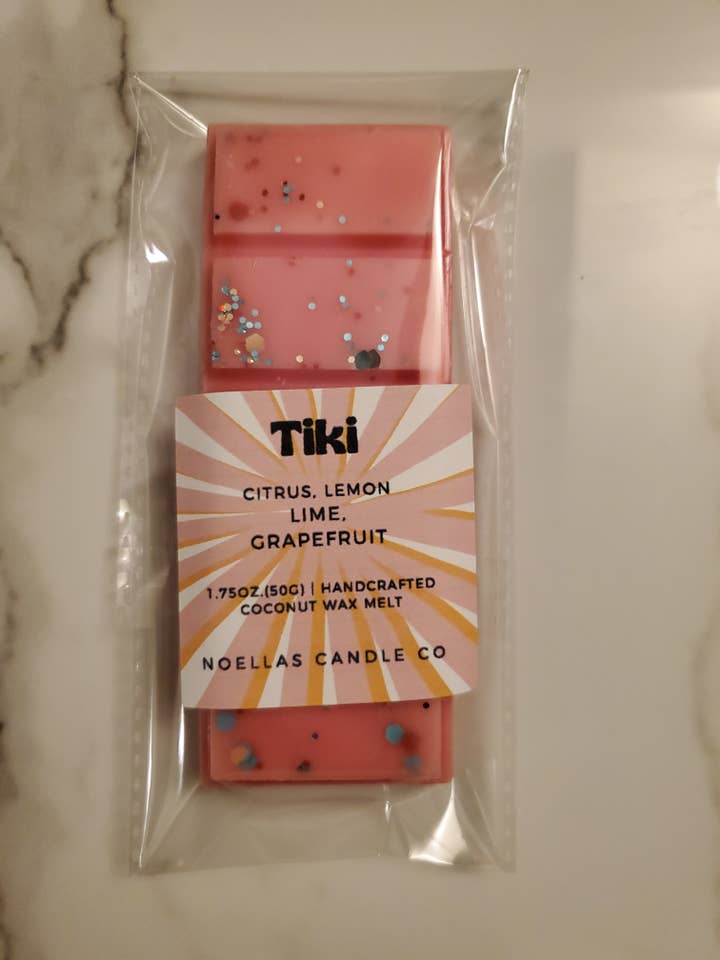 Tiki
CITRUS, LEMON
LIME,
GRAPEFRUIT
1.75OZ.(50G) | HANDCRAFTED
COCONUT WAX MELT
NOELLAS CANDLE CO